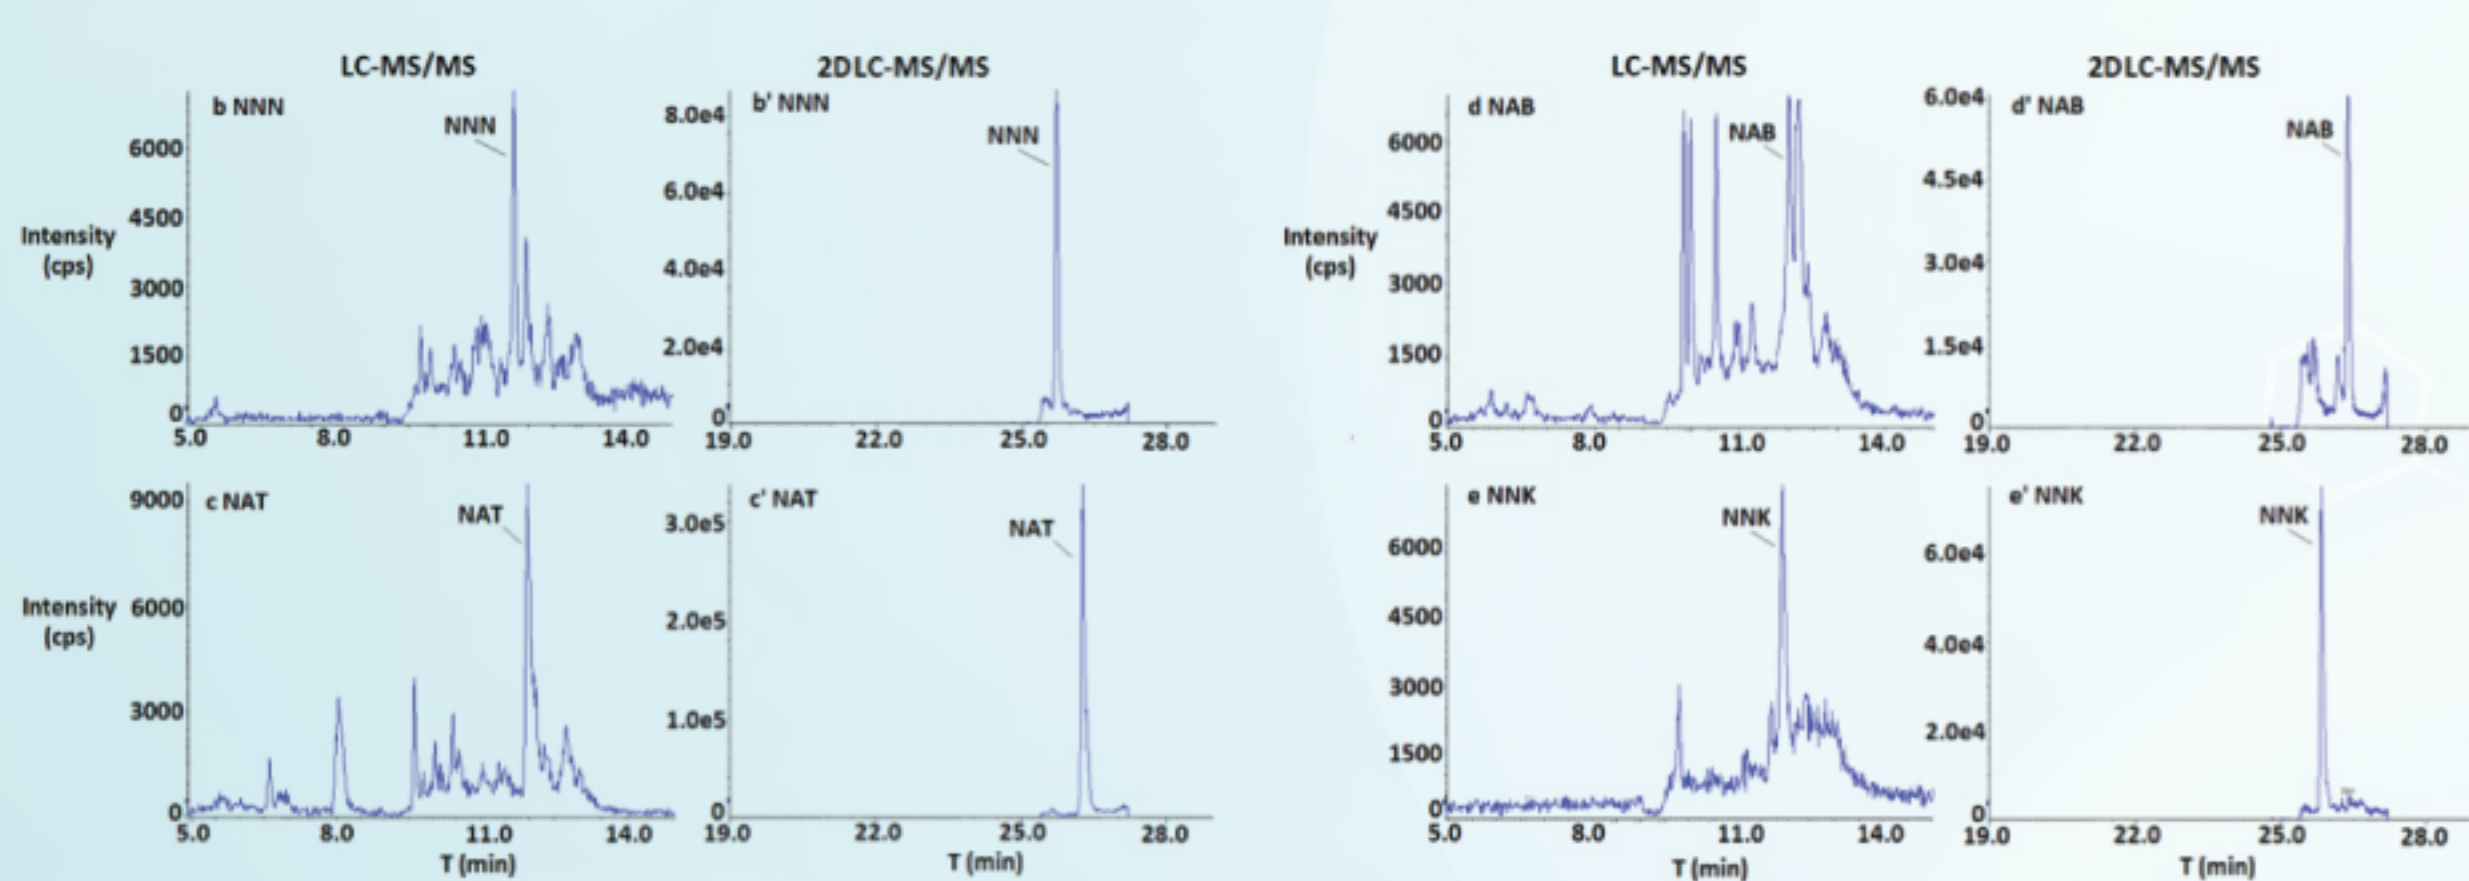 LC-MS/MS
2DLC-MS/MS
LC-MS/MS
2DLC-MS/MS
b NNN
NNN
6000
4500
3000
1500
0
Intensity
(cps)
5.0 8.0 11.0 14.0
b' NNN
NNN
8.0e4
6.0e4
4.0e4
2.0e4
0
19.0 22.0 25.0 28.0
d NAB
NAB
6000
4500
3000
1500
0
Intensity
(cps)
5.0 8.0 11.0 14.0
d' NAB
NAB
6.0e4
4.5e4
3.0e4
1.5e4
0
19.0 22.0 25.0 28.0
c NAT
NAT
9000
6000
3000
0
Intensity
(cps)
5.0 8.0 11.0 14.0
T (min)
c' NAT
NAT
3.0e5
2.0e5
1.0e5
0
19.0 22.0 25.0 28.0
T (min)
e NNK
NNK
6000
4500
3000
1500
0
5.0 8.0 11.0 14.0
T (min)
e' NNK
NNK
6.0e4
4.0e4
2.0e4
0
19.0 22.0 25.0 28.0
T (min)